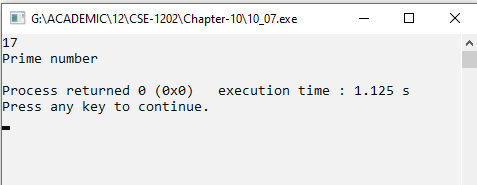 G:\ACADEMIC\12\CSE-1202\Chapter-10\10_07.exe
17
Prime number
Process returned 0 (0x0)   execution time : 1.125 s
Press any key to continue.